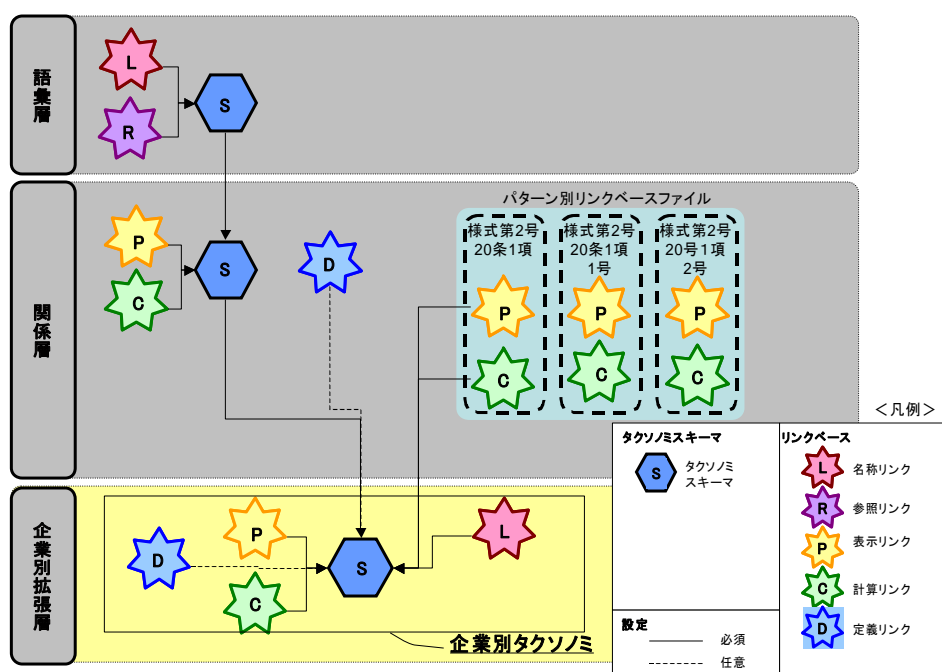 語彙層
L
R
S
関係層
P
C
S
D
パターン別リンクベースファイル
様式第2号
20条1項
P
C
様式第2号
20条1項
1号
P
C
様式第2号
20号1項
2号
P
C
企業別拡張層
D
P
C
S
L
企業別タクソノミ
＜凡例＞
タクソノミスキーマ
S
タクソノミ
スキーマ
設定
必須
任意
リンクベース
L 名称リンク
R 参照リンク
P 表示リンク
C 計算リンク
D 定義リンク